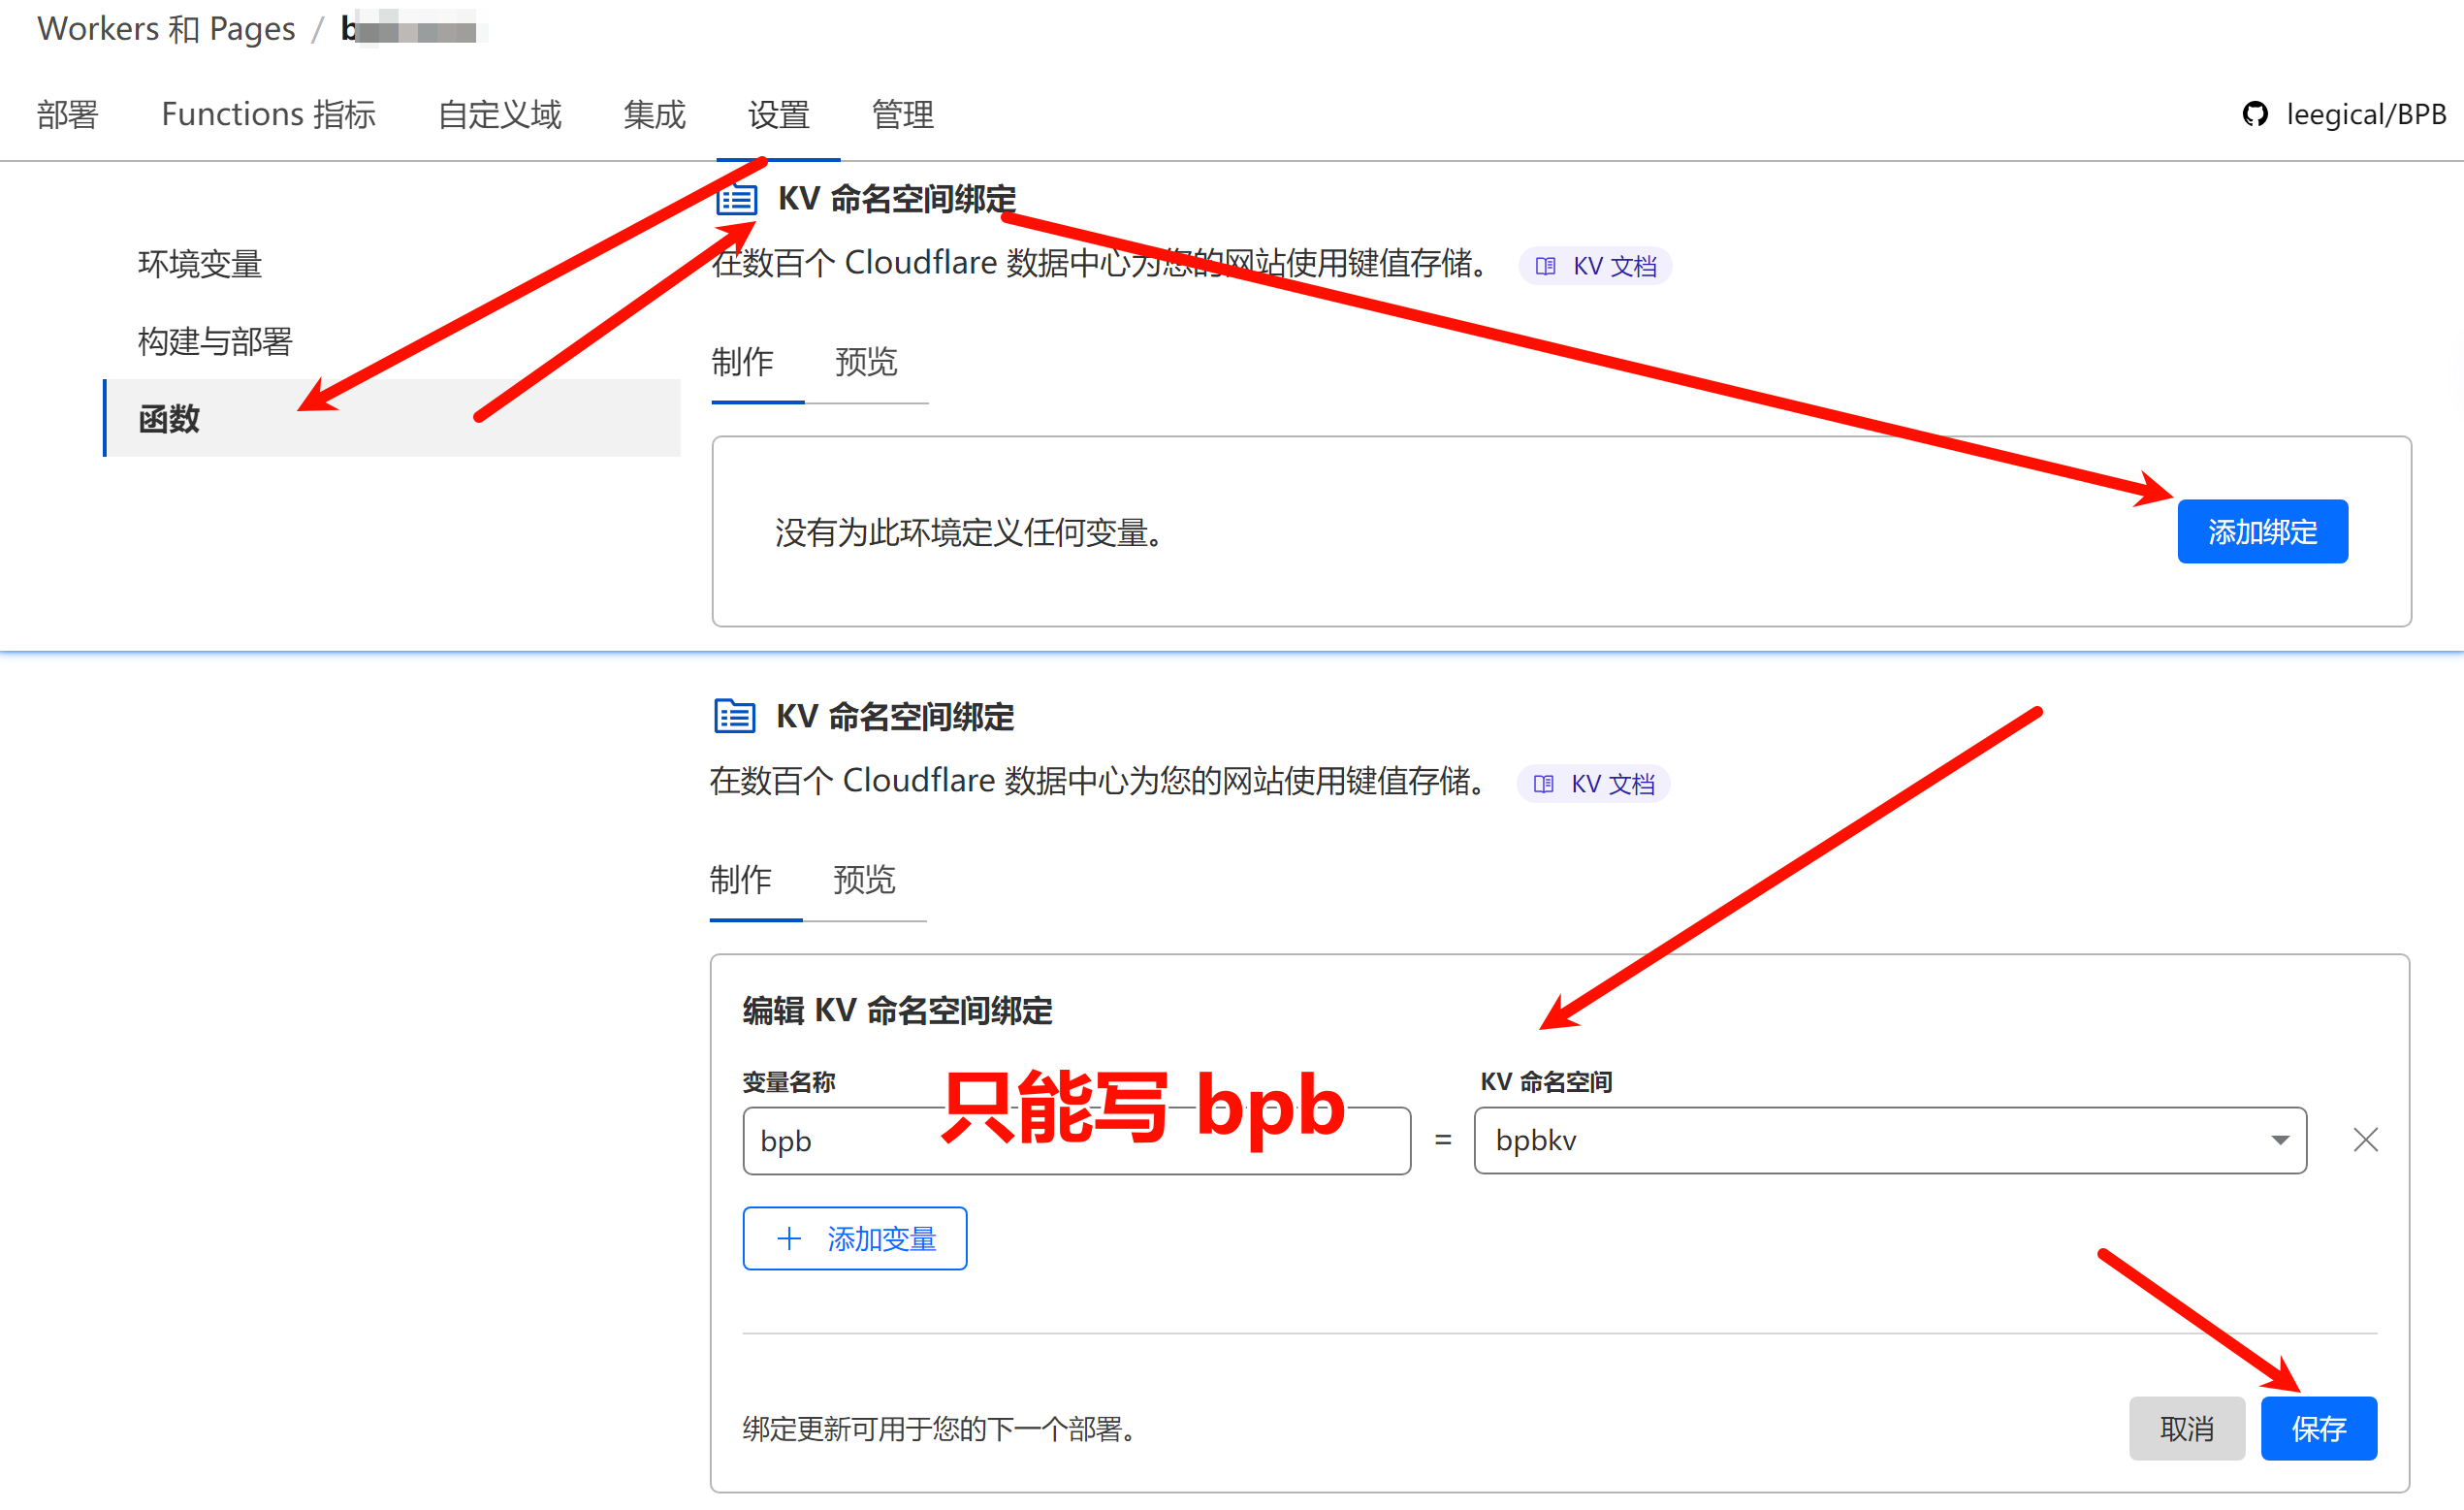 Workers 和 Pages / b
部署 Functions 指标 自定义域 集成 设置 管理 leegical/BPB
环境变量
构建与部署
函数
KV 命名空间绑定
在数百个 Cloudflare 数据中心为您的网站使用键值存储。 KV 文档
制作 预览
没有为此环境定义任何变量。 添加绑定
KV 命名空间绑定
在数百个 Cloudflare 数据中心为您的网站使用键值存储。 KV 文档
制作 预览
编辑 KV 命名空间绑定
变量名称 KV 命名空间
只能写 bpb
bpb = bpbkv
添加变量
绑定更新可用于您的下一个部署。 取消 保存